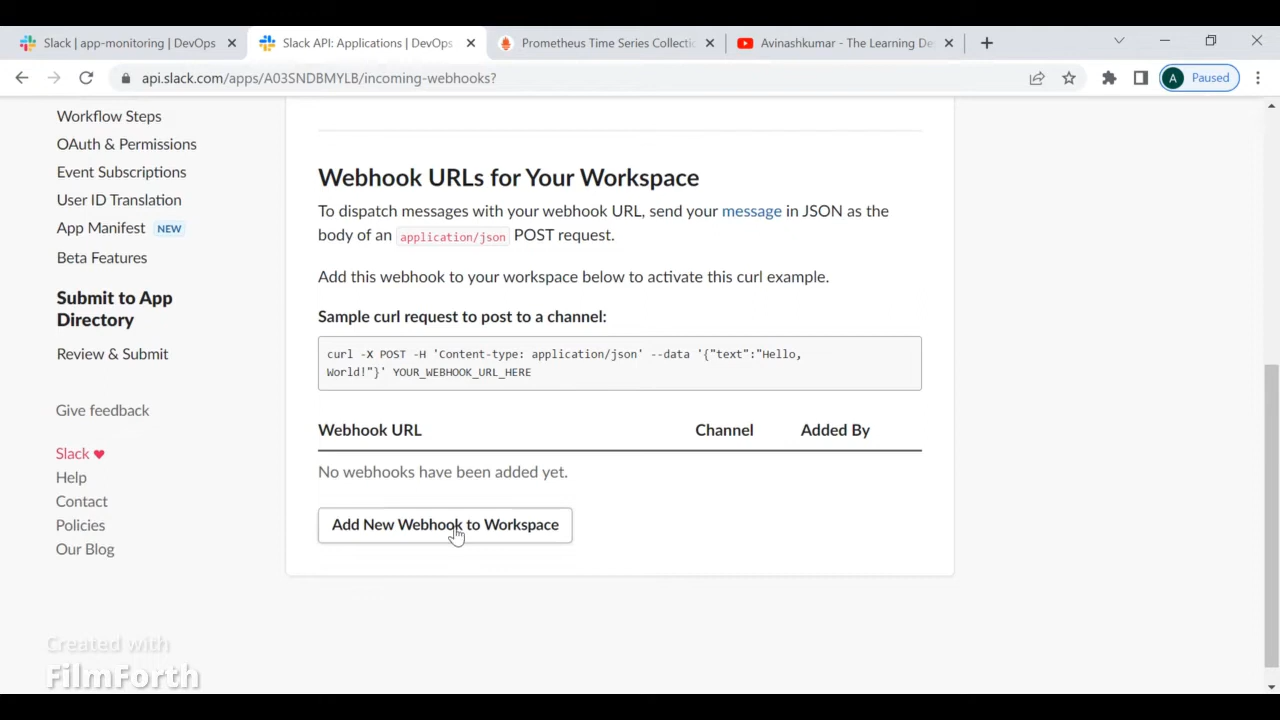 Slack | app-monitoring | DevOps
Slack API: Applications | DevOps
Prometheus Time Series Collectic
Avinashkumar - The Learning De
api.slack.com/apps/A03SNDBMYLB/incoming-webhooks?
A Paused
Workflow Steps
OAuth & Permissions
Event Subscriptions
User ID Translation
App Manifest NEW
Beta Features
Submit to App
Directory
Review & Submit
Give feedback
Slack
Help
Contact
Policies
Our Blog
Webhook URLs for Your Workspace
To dispatch messages with your webhook URL, send your message in JSON as the
body of an application/json POST request.
Add this webhook to your workspace below to activate this curl example.
Sample curl request to post to a channel:
curl -X POST -H 'Content-type: application/json' --data '{"text":"Hello,
World!"}' YOUR_WEBHOOK_URL_HERE
Webhook URL Channel Added By
No webhooks have been added yet.
Add New Webhook to Workspace
Created with
FilmForth